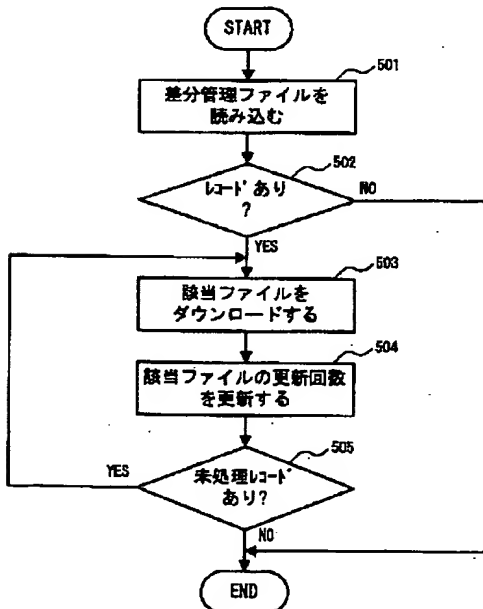 START
501
差分管理ファイルを
読み込む
502
ﾚｺｰﾄﾞあり
?
NO
YES
503
該当ファイルを
ダウンロードする
504
該当ファイルの更新回数
を更新する
505
未処理ﾚｺｰﾄﾞ
あり?
YES
NO
END